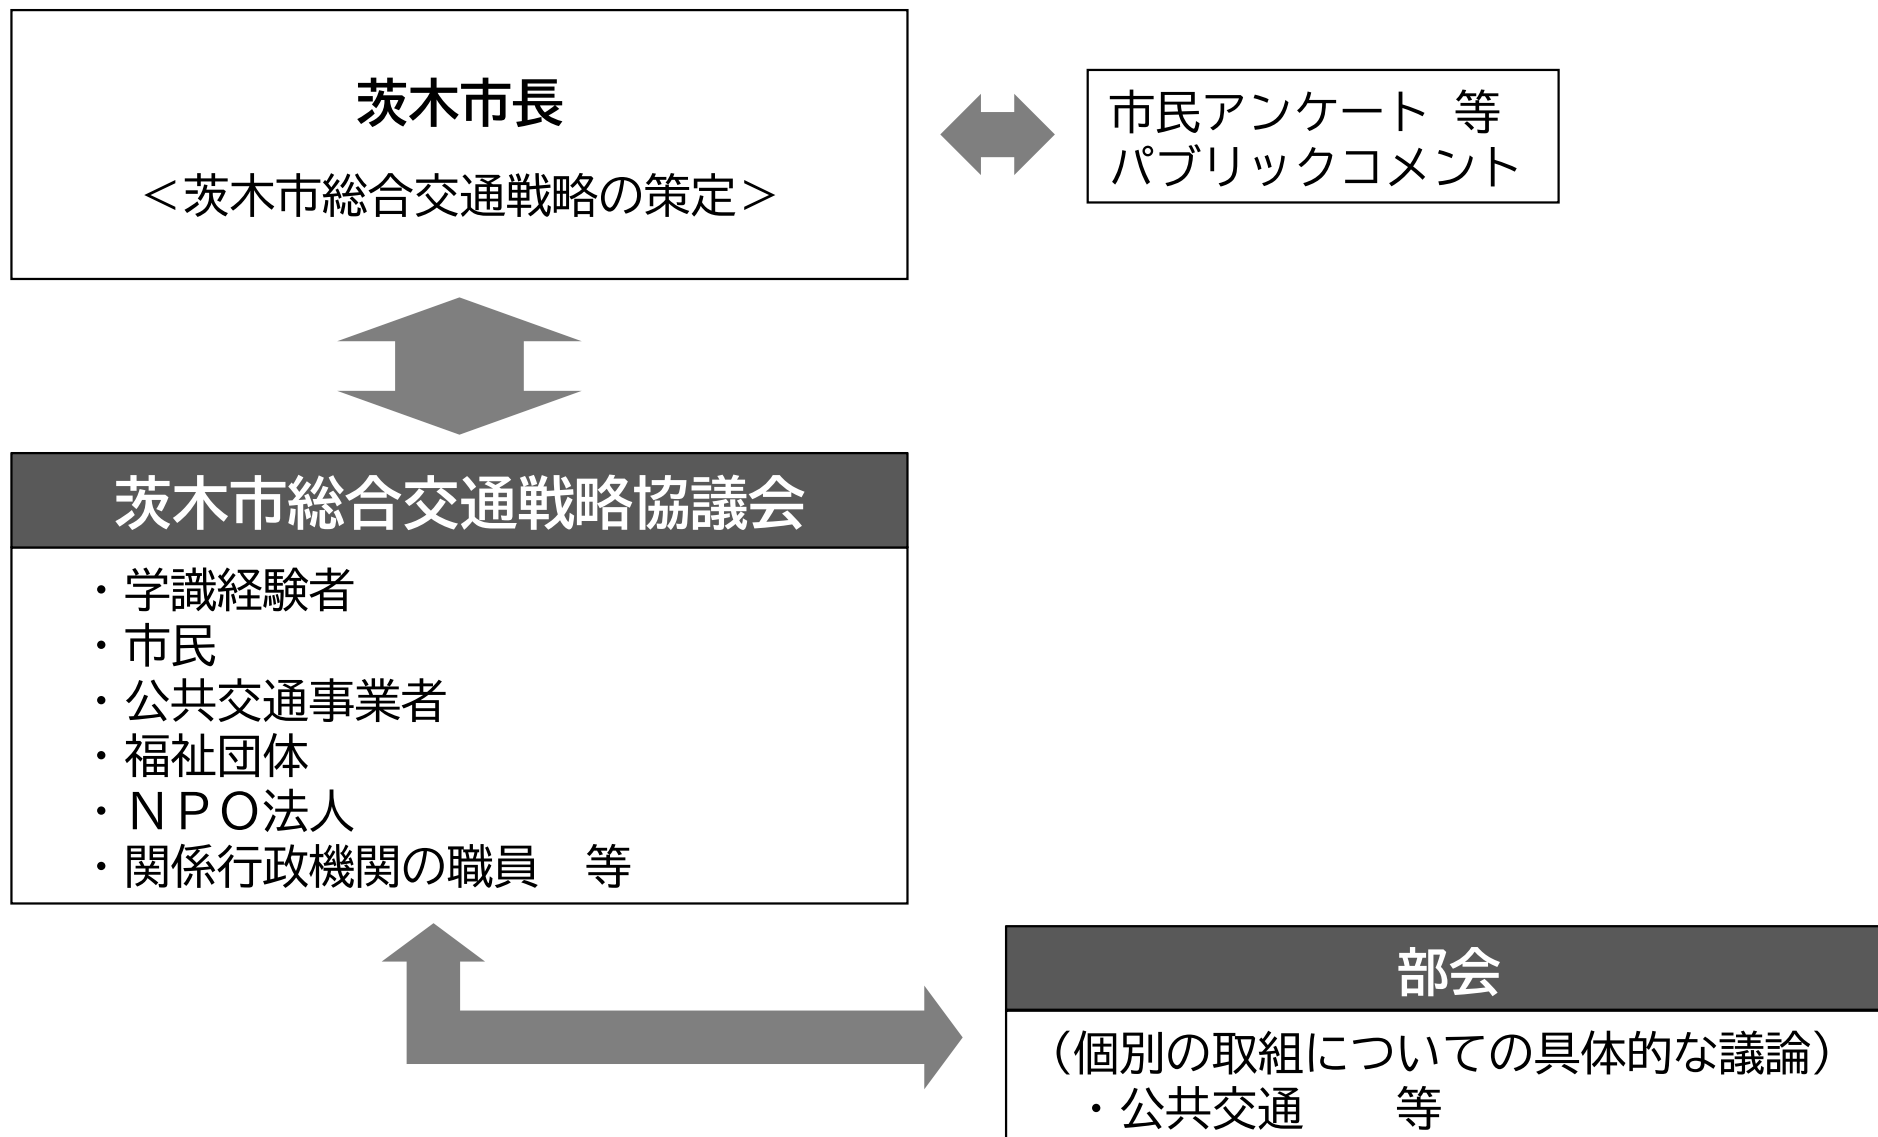 茨木市長
＜茨木市総合交通戦略の策定＞
市民アンケート 等
パブリックコメント
茨木市総合交通戦略協議会
・学識経験者
・市民
・公共交通事業者
・福祉団体
・ＮＰＯ法人
・関係行政機関の職員　等
部会
（個別の取組についての具体的な議論）
・公共交通　　等